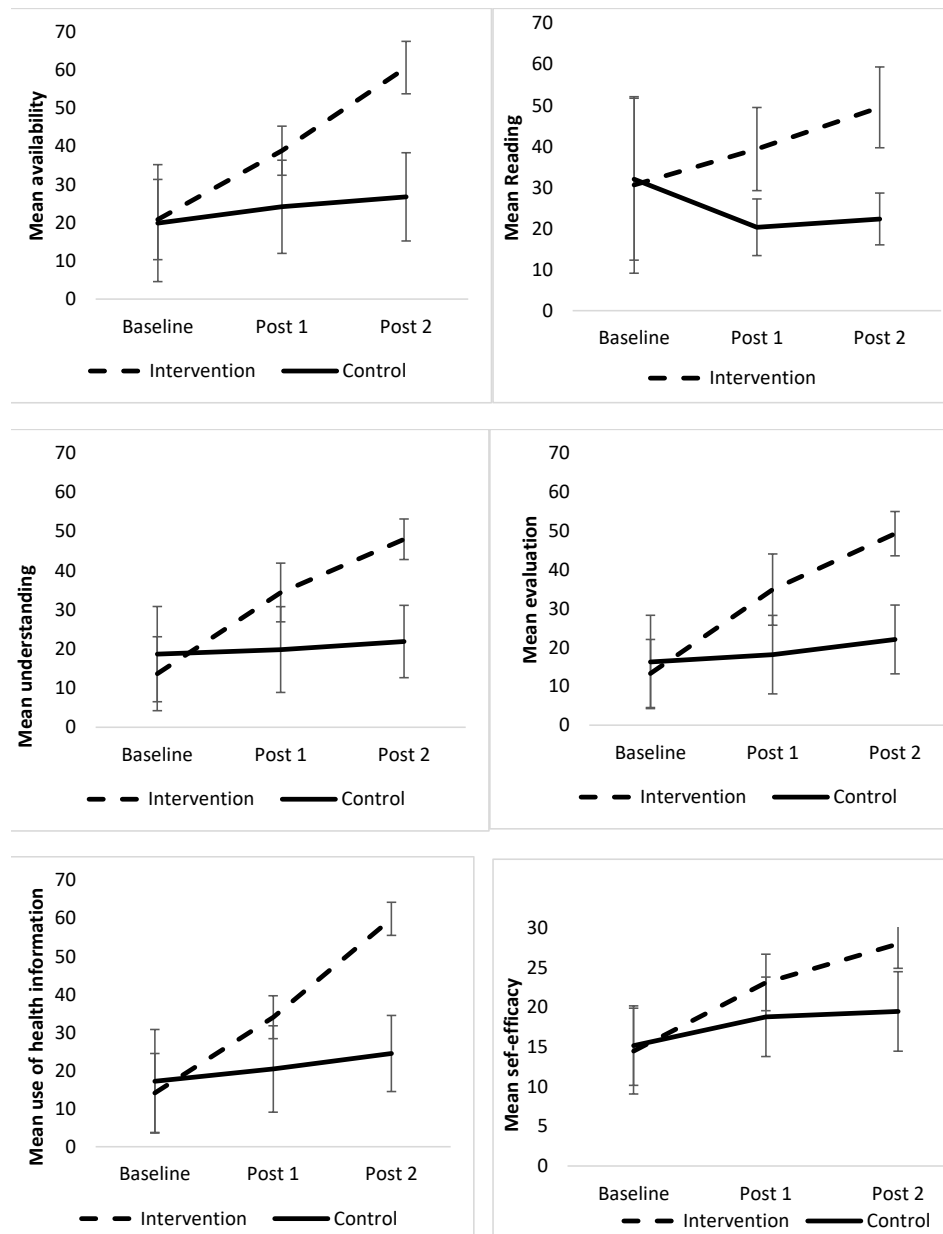 Mean availability
70
60
50
40
30
20
10
0
Baseline Post 1 Post 2
Intervention Control
Mean Reading
70
60
50
40
30
20
10
0
Baseline Post 1 Post 2
Intervention
Mean understanding
70
60
50
40
30
20
10
0
Baseline Post 1 Post 2
Intervention Control
Mean evaluation
70
60
50
40
30
20
10
0
Baseline Post 1 Post 2
Intervention Control
Mean use of health information
70
60
50
40
30
20
10
0
Baseline Post 1 Post 2
Intervention Control
Mean sef-efficacy
30
25
20
15
10
5
0
Baseline Post 1 Post 2
Intervention Control